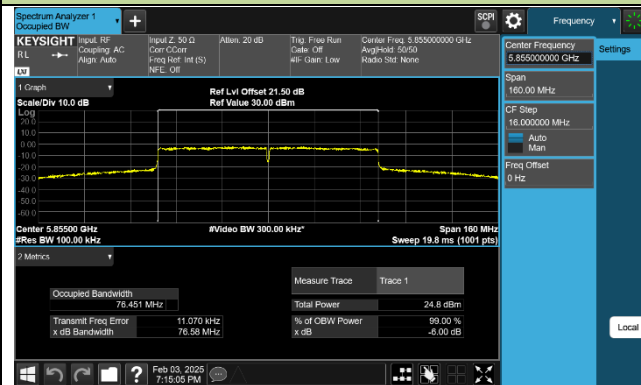 Spectrum Analyzer 1
Occupied BW
SCPI
Frequency
KEYSIGHT
Input: RF
Input Z: 50 Ω
Atten: 20 dB
Trig: Free Run
Center Freq: 5.855000000 GHz
RL
Coupling: AC
Corr CCorr
Gate: Off
Avg|Hold: 50/50
Align: Auto
Freq Ref: Int (S)
#IF Gain: Low
Radio Std: None
NFE: Off
LXI
Center Frequency
5.855000000 GHz
Settings
Span
160.00 MHz
CF Step
16.000000 MHz
Auto
Man
Freq Offset
0 Hz
1 Graph
Ref Lvl Offset 21.50 dB
Scale/Div 10.0 dB
Ref Value 30.00 dBm
Log
20.0
10.0
0.00
-10.0
-20.0
-30.0
-40.0
-50.0
-60.0
Center 5.85500 GHz
#Video BW 300.00 kHz*
Span 160 MHz
#Res BW 100.00 kHz
Sweep 19.8 ms (1001 pts)
2 Metrics
Measure Trace
Trace 1
Occupied Bandwidth
76.451 MHz
Total Power
24.8 dBm
Transmit Freq Error
11.070 kHz
% of OBW Power
99.00 %
x dB Bandwidth
76.58 MHz
x dB
-6.00 dB
Local
Feb 03, 2025
7:15:05 PM